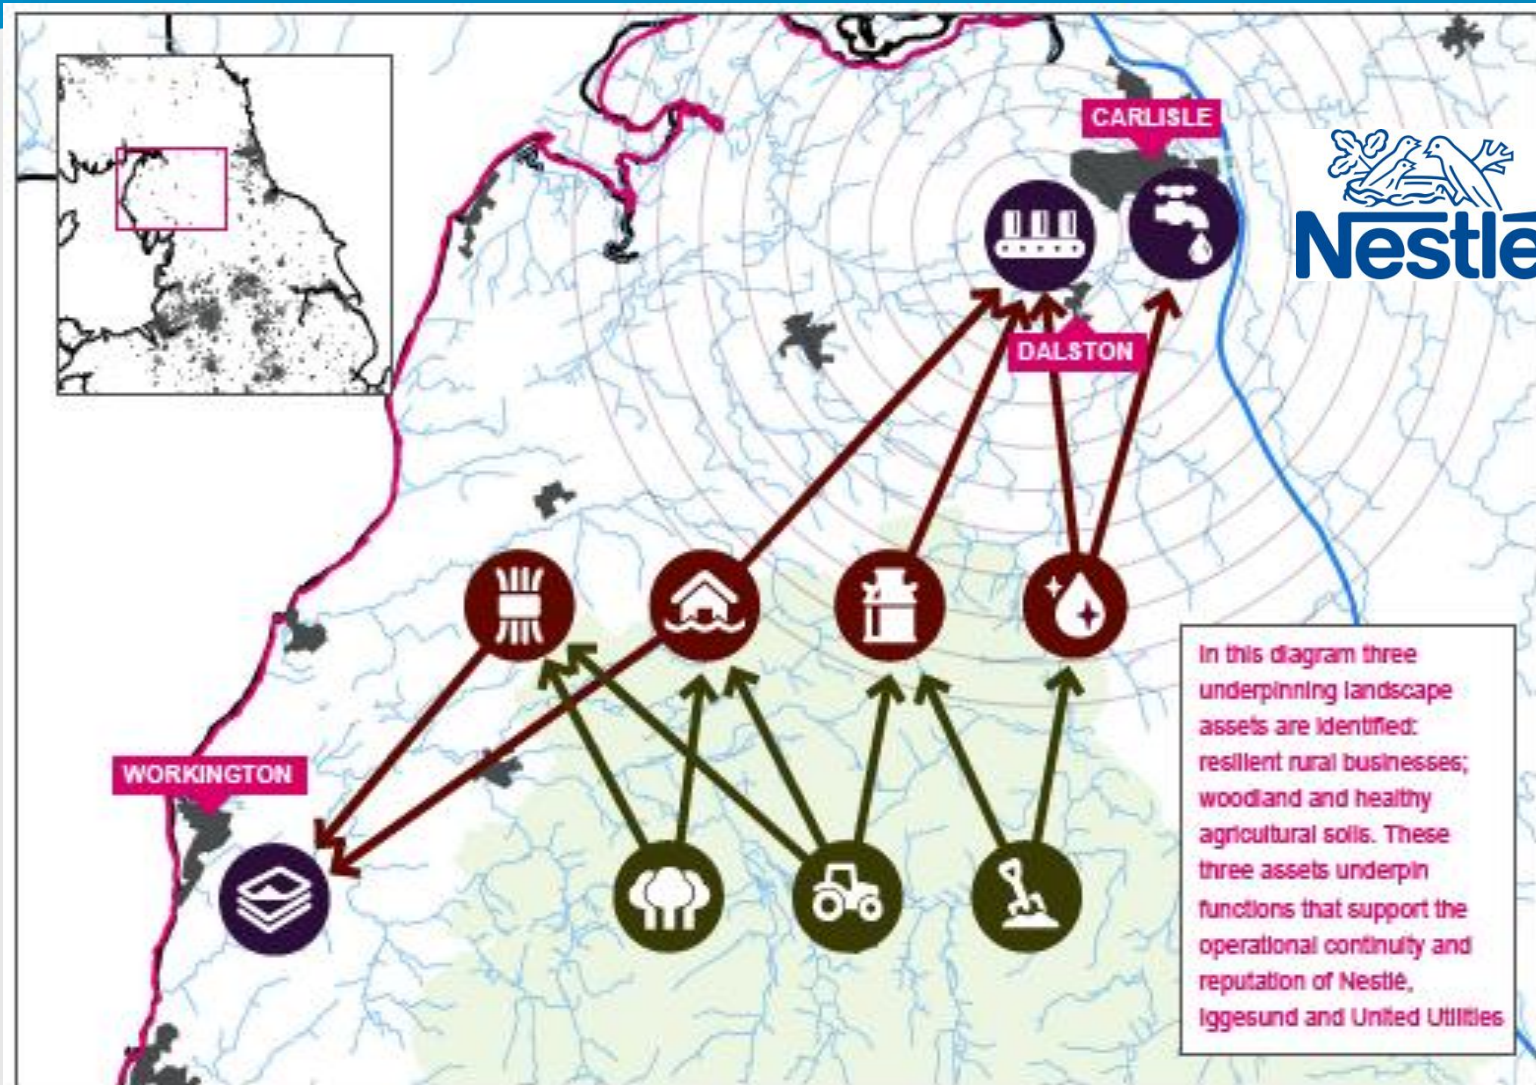 CARLISLE
Nestlé
DALSTON
WORKINGTON
In this diagram three
underpinning landscape
assets are identified:
resilient rural businesses;
woodland and healthy
agricultural soils. These
three assets underpin
functions that support the
operational continuity and
reputation of Nestlé,
Iggesund and United Utilities